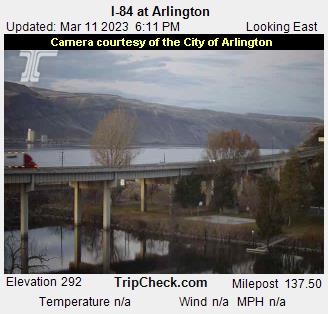 I-84 at Arlington
Updated: Mar 11 2023 6:11 PM Looking East
Camera courtesy of the City of Arlington
Elevation 292 TripCheck.com Milepost 137.50
Temperature n/a Wind n/a MPH n/a